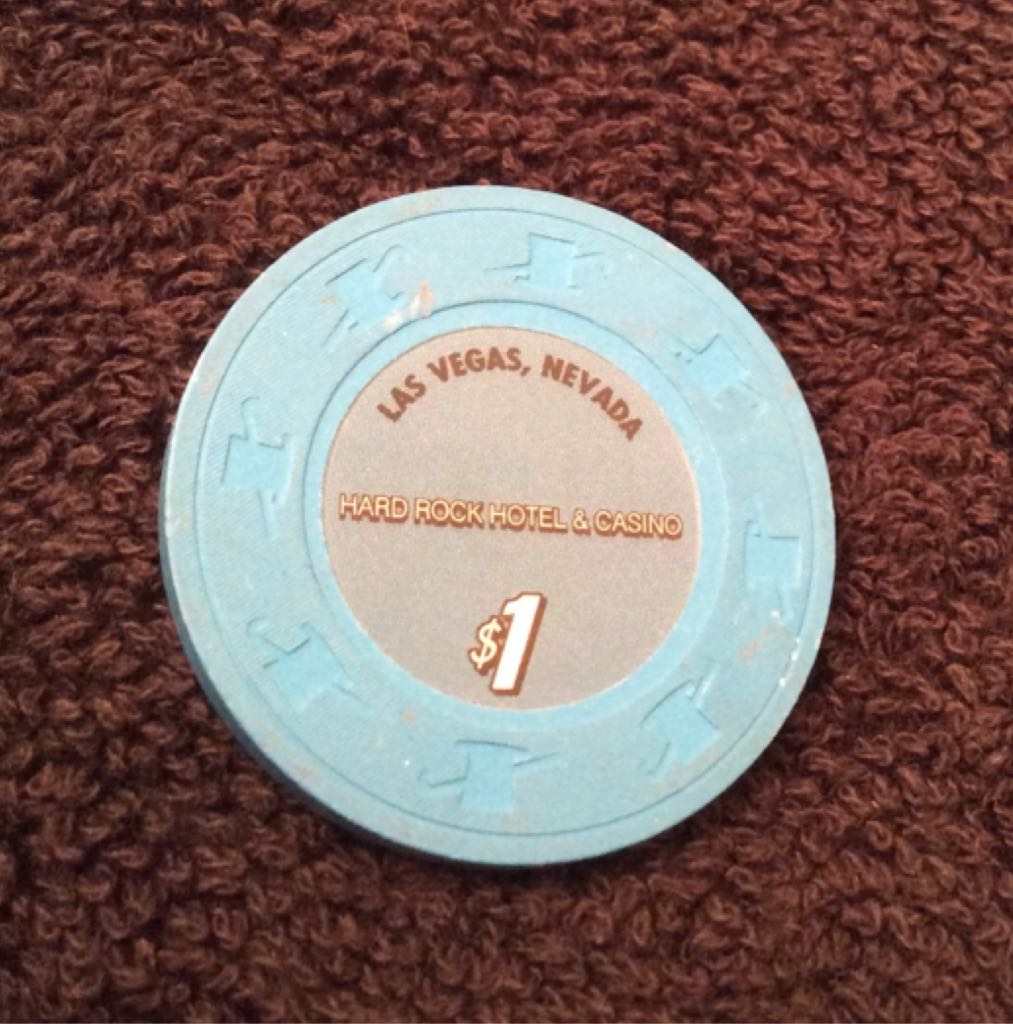 LAS VEGAS, NEVADA
HARD ROCK HOTEL & CASINO
$1